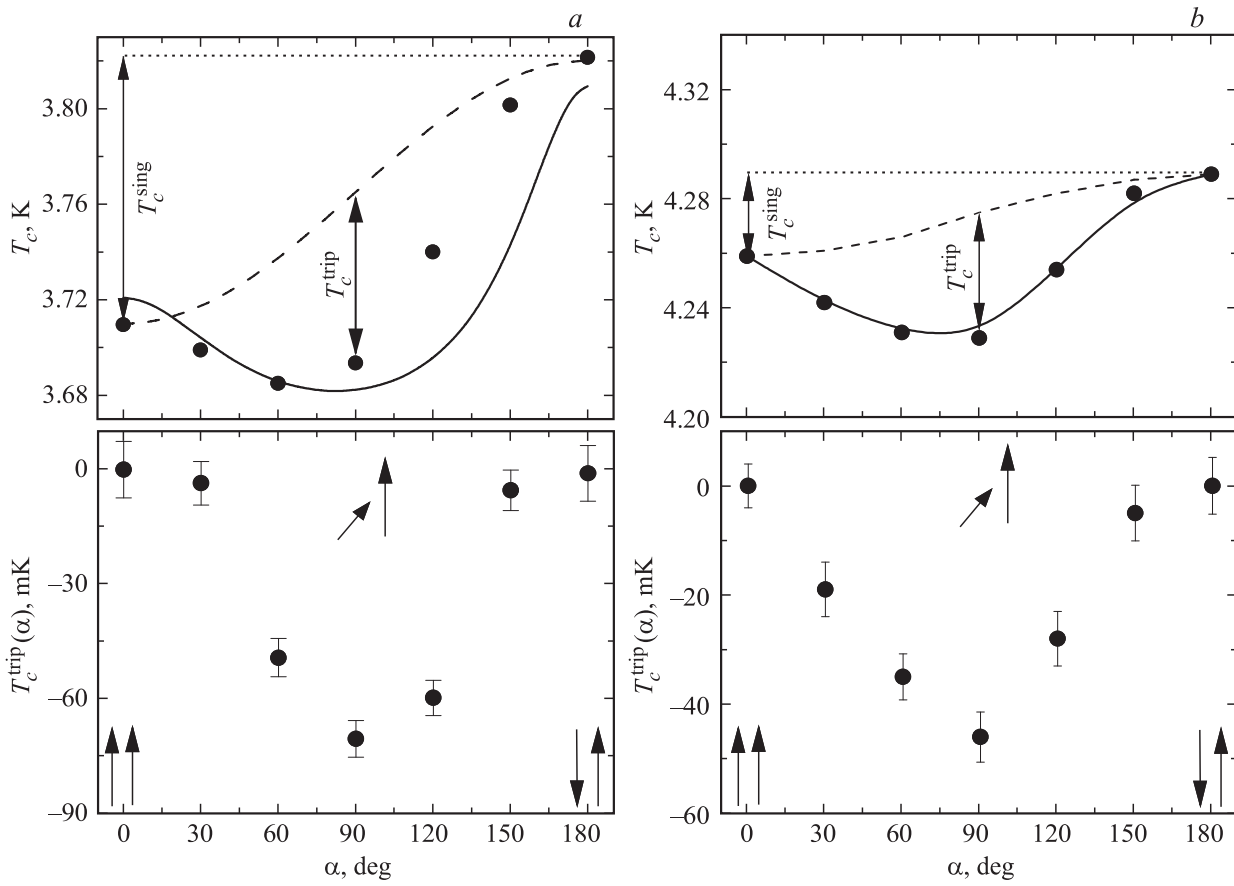 a
3.80
3.76
3.72
3.68
T_c, K
T_c^sing
T_c^trip
b
4.32
4.28
4.24
4.20
T_c, K
T_c^sing
T_c^trip
0
–30
–60
–90
T_c^trip(α), mK
0 30 60 90 120 150 180
α, deg
0
–20
–40
–60
T_c^trip(α), mK
0 30 60 90 120 150 180
α, deg